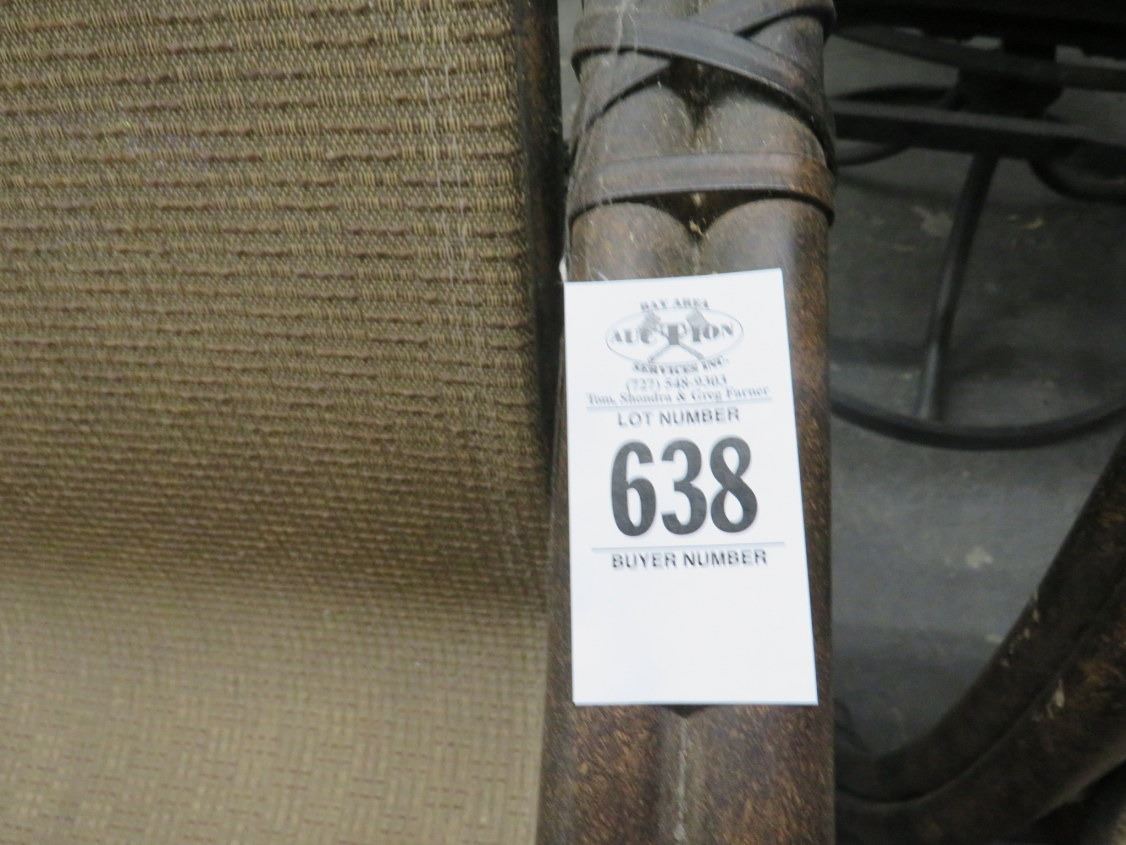 BAY AREA
AUCTION
SERVICES INC.
(727) 548-9303
Tom, Shondra & Greg Farner
LOT NUMBER
638
BUYER NUMBER